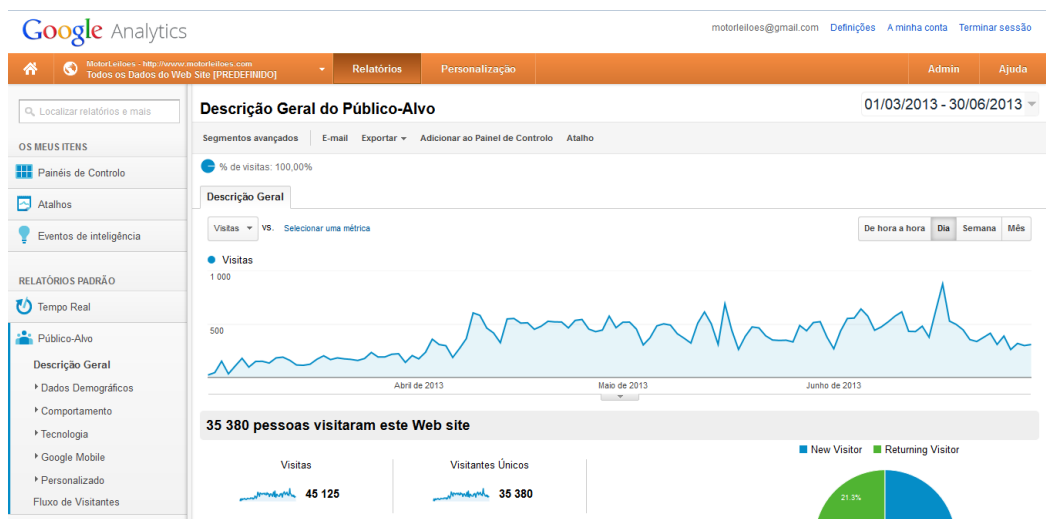 Google Analytics
motorleiloes@gmail.com Definições A minha conta Terminar sessão
MotorLeiloes - http://www.motorleiloes.com
Todos os Dados do Web Site [PREDEFINIDO]
Relatórios Personalização Admin Ajuda
Localizar relatórios e mais
OS MEUS ITENS
Painéis de Controlo
Atalhos
Eventos de inteligência
RELATÓRIOS PADRÃO
Tempo Real
Público-Alvo
Descrição Geral
Dados Demográficos
Comportamento
Tecnologia
Google Mobile
Personalizado
Fluxo de Visitantes
Descrição Geral do Público-Alvo
01/03/2013 - 30/06/2013
Segmentos avançados E-mail Exportar Adicionar ao Painel de Controlo Atalho
% de visitas: 100,00%
Descrição Geral
Visitas VS. Selecionar uma métrica
De hora a hora Dia Semana Mês
Visitas
1 000
500
Abril de 2013 Maio de 2013 Junho de 2013
35 380 pessoas visitaram este Web site
Visitas
45 125
Visitantes Únicos
35 380
New Visitor Returning Visitor
21.3%